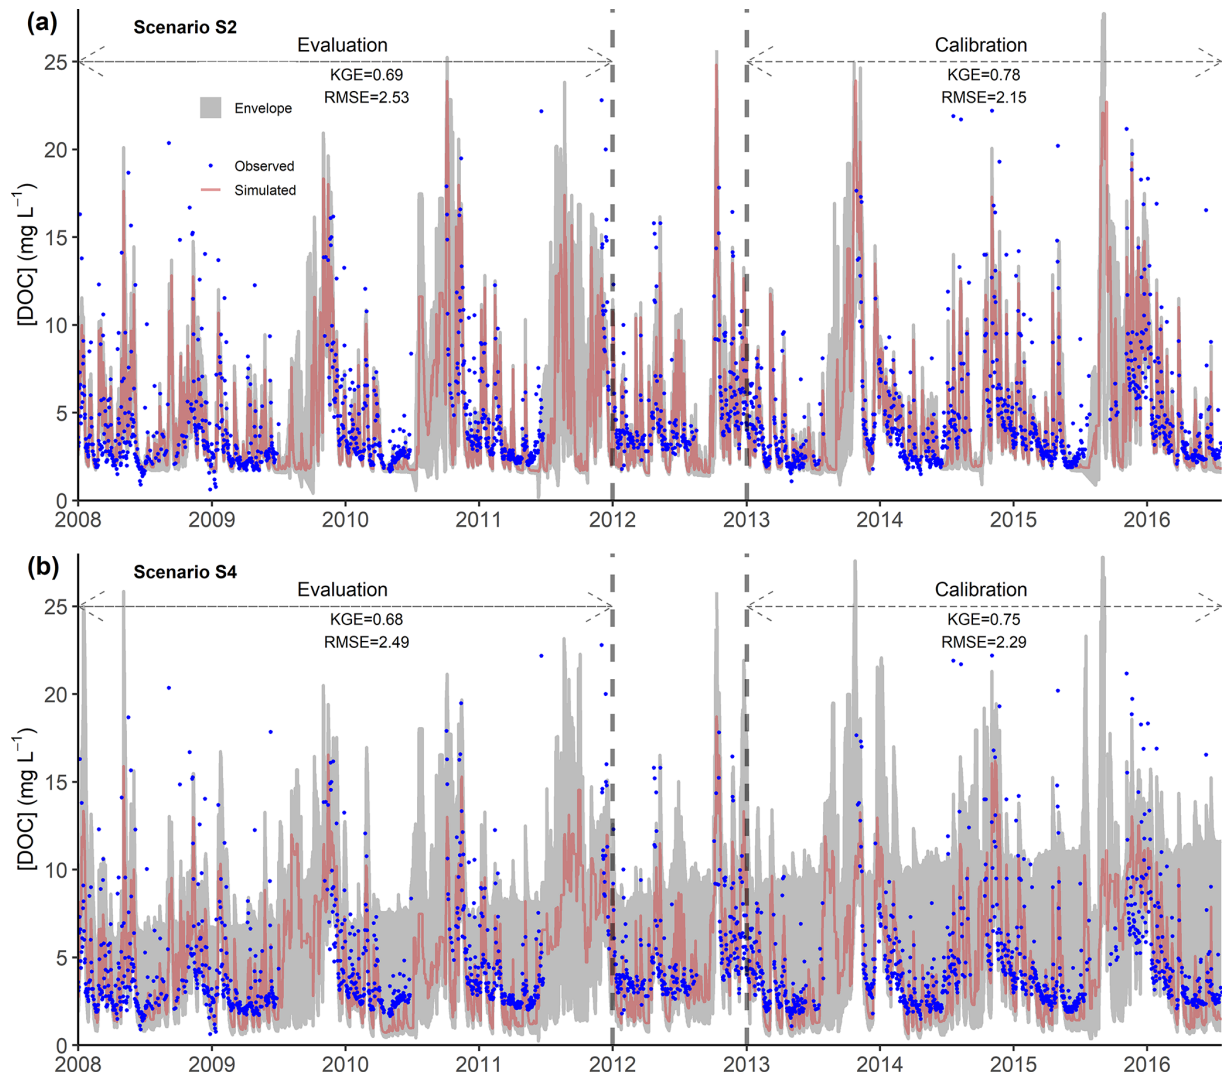 (a)
Scenario S2
Evaluation
Calibration
KGE=0.69
RMSE=2.53
KGE=0.78
RMSE=2.15
Envelope
Observed
Simulated
[DOC] (mg L⁻¹)
25
20
15
10
5
0
2008 2009 2010 2011 2012 2013 2014 2015 2016
(b)
Scenario S4
Evaluation
Calibration
KGE=0.68
RMSE=2.49
KGE=0.75
RMSE=2.29
[DOC] (mg L⁻¹)
25
20
15
10
5
0
2008 2009 2010 2011 2012 2013 2014 2015 2016